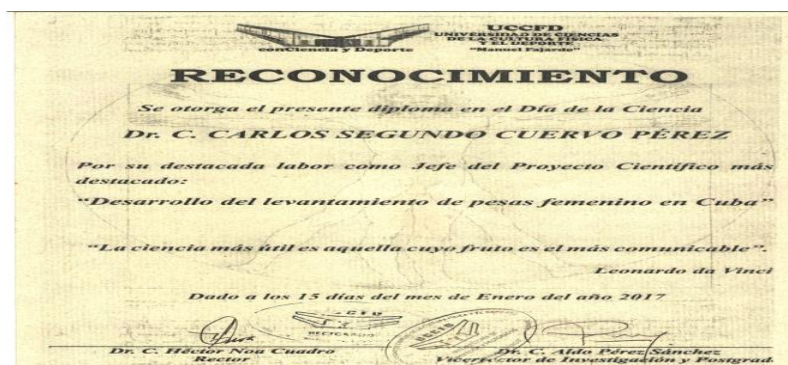 conCiencia y Deporte
UCCFD
UNIVERSIDAD DE CIENCIAS
DE LA CULTURA FÍSICA
Y EL DEPORTE
"Manuel Fajardo"
RECONOCIMIENTO
Se otorga el presente diploma en el Día de la Ciencia
Dr. C. CARLOS SEGUNDO CUERVO PÉREZ
Por su destacada labor como Jefe del Proyecto Científico más
destacado:
"Desarrollo del levantamiento de pesas femenino en Cuba"
"La ciencia más útil es aquella cuyo fruto es el más comunicable".
Leonardo da Vinci
Dado a los 15 días del mes de Enero del año 2017
Dr. C. Héctor Noa Cuadro
Rector
Dr. C. Aldo Pérez Sánchez
Vicerrector de Investigación y Postgrad